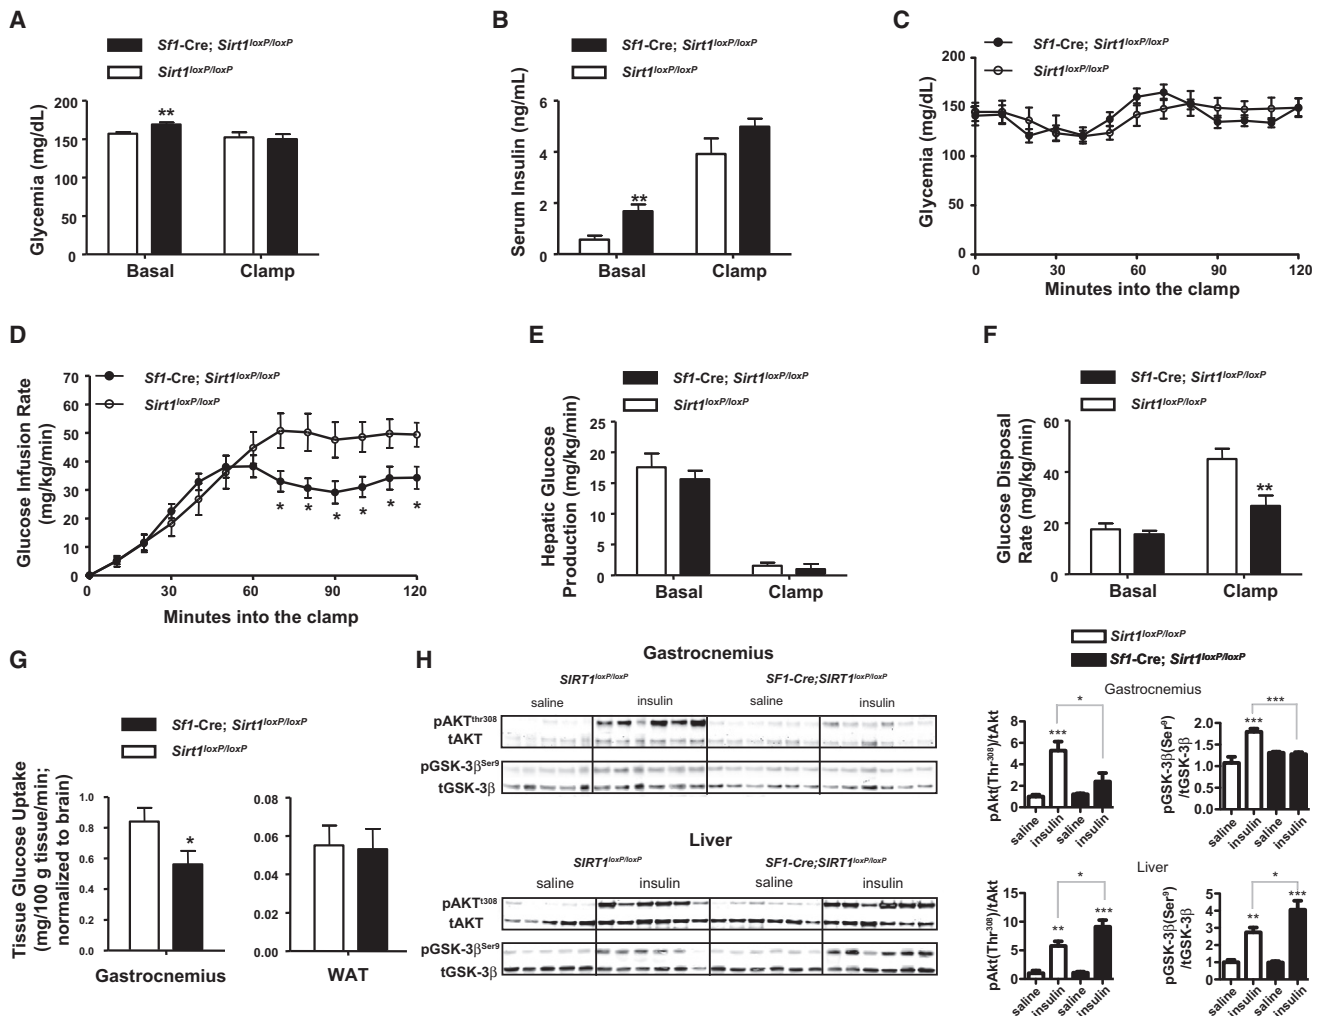 A
Sf1-Cre; Sirt1loxP/loxP
Sirt1loxP/loxP
Glycemia (mg/dL)
200
150
100
50
0
**
Basal
Clamp
B
Sf1-Cre; Sirt1loxP/loxP
Sirt1loxP/loxP
Serum Insulin (ng/mL)
6
4
2
0
**
Basal
Clamp
C
Sf1-Cre; Sirt1loxP/loxP
Sirt1loxP/loxP
Glycemia (mg/dL)
200
150
100
50
0
0 30 60 90 120
Minutes into the clamp
D
Sf1-Cre; Sirt1loxP/loxP
Sirt1loxP/loxP
Glucose Infusion Rate
(mg/kg/min)
70
60
50
40
30
20
10
0
* * * * * *
0 30 60 90 120
Minutes into the clamp
E
Sf1-Cre; Sirt1loxP/loxP
Sirt1loxP/loxP
Hepatic Glucose
Production (mg/kg/min)
25
20
15
10
5
0
Basal
Clamp
F
Sf1-Cre; Sirt1loxP/loxP
Sirt1loxP/loxP
Glucose Disposal
Rate (mg/kg/min)
60
40
20
0
**
Basal
Clamp
G
Sf1-Cre; Sirt1loxP/loxP
Sirt1loxP/loxP
Tissue Glucose Uptake
(mg/100 g tissue/min;
normalized to brain)
1.0
0.8
0.6
0.4
0.2
0.0
*
Gastrocnemius
0.08
0.06
0.04
0.02
0.00
WAT
H
Gastrocnemius
SIRT1loxP/loxP SF1-Cre;SIRT1loxP/loxP
saline insulin saline insulin
pAKTthr308
tAKT
pGSK-3βSer9
tGSK-3β
Liver
SIRT1loxP/loxP SF1-Cre;SIRT1loxP/loxP
saline insulin saline insulin
pAKTt308
tAKT
pGSK-3βSer9
tGSK-3β
Sirt1loxP/loxP
Sf1-Cre; Sirt1loxP/loxP
Gastrocnemius
pAkt(Thr308)/tAkt
8
6
4
2
0
***
*
saline insulin saline insulin
pGSK-3β(Ser9)
/tGSK-3β
2.0
1.5
1.0
0.5
0.0
***
***
saline insulin saline insulin
Liver
pAkt(Thr308)/tAkt
15
10
5
0
**
*
***
saline insulin saline insulin
pGSK-3β(Ser9)
/tGSK-3β
5
4
3
2
1
0
**
*
***
saline insulin saline insulin